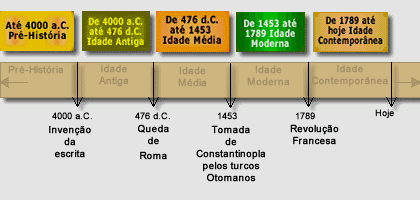 Até 4000 a.C.
Pré-História
De 4000 a.C.
até 476 d.C.
Idade Antiga
De 476 d.C.
até 1453
Idade Média
De 1453 até
1789 Idade
Moderna
De 1789 até
hoje Idade
Contemporânea
Pré-História
Idade
Antiga
Idade
Média
Idade
Moderna
Idade
Contemporânea
4000 a.C.
Invenção
da
escrita
476 d.C.
Queda
de
Roma
1453
Tomada
de
Constantinopla
pelos turcos
Otomanos
1789
Revolução
Francesa
Hoje